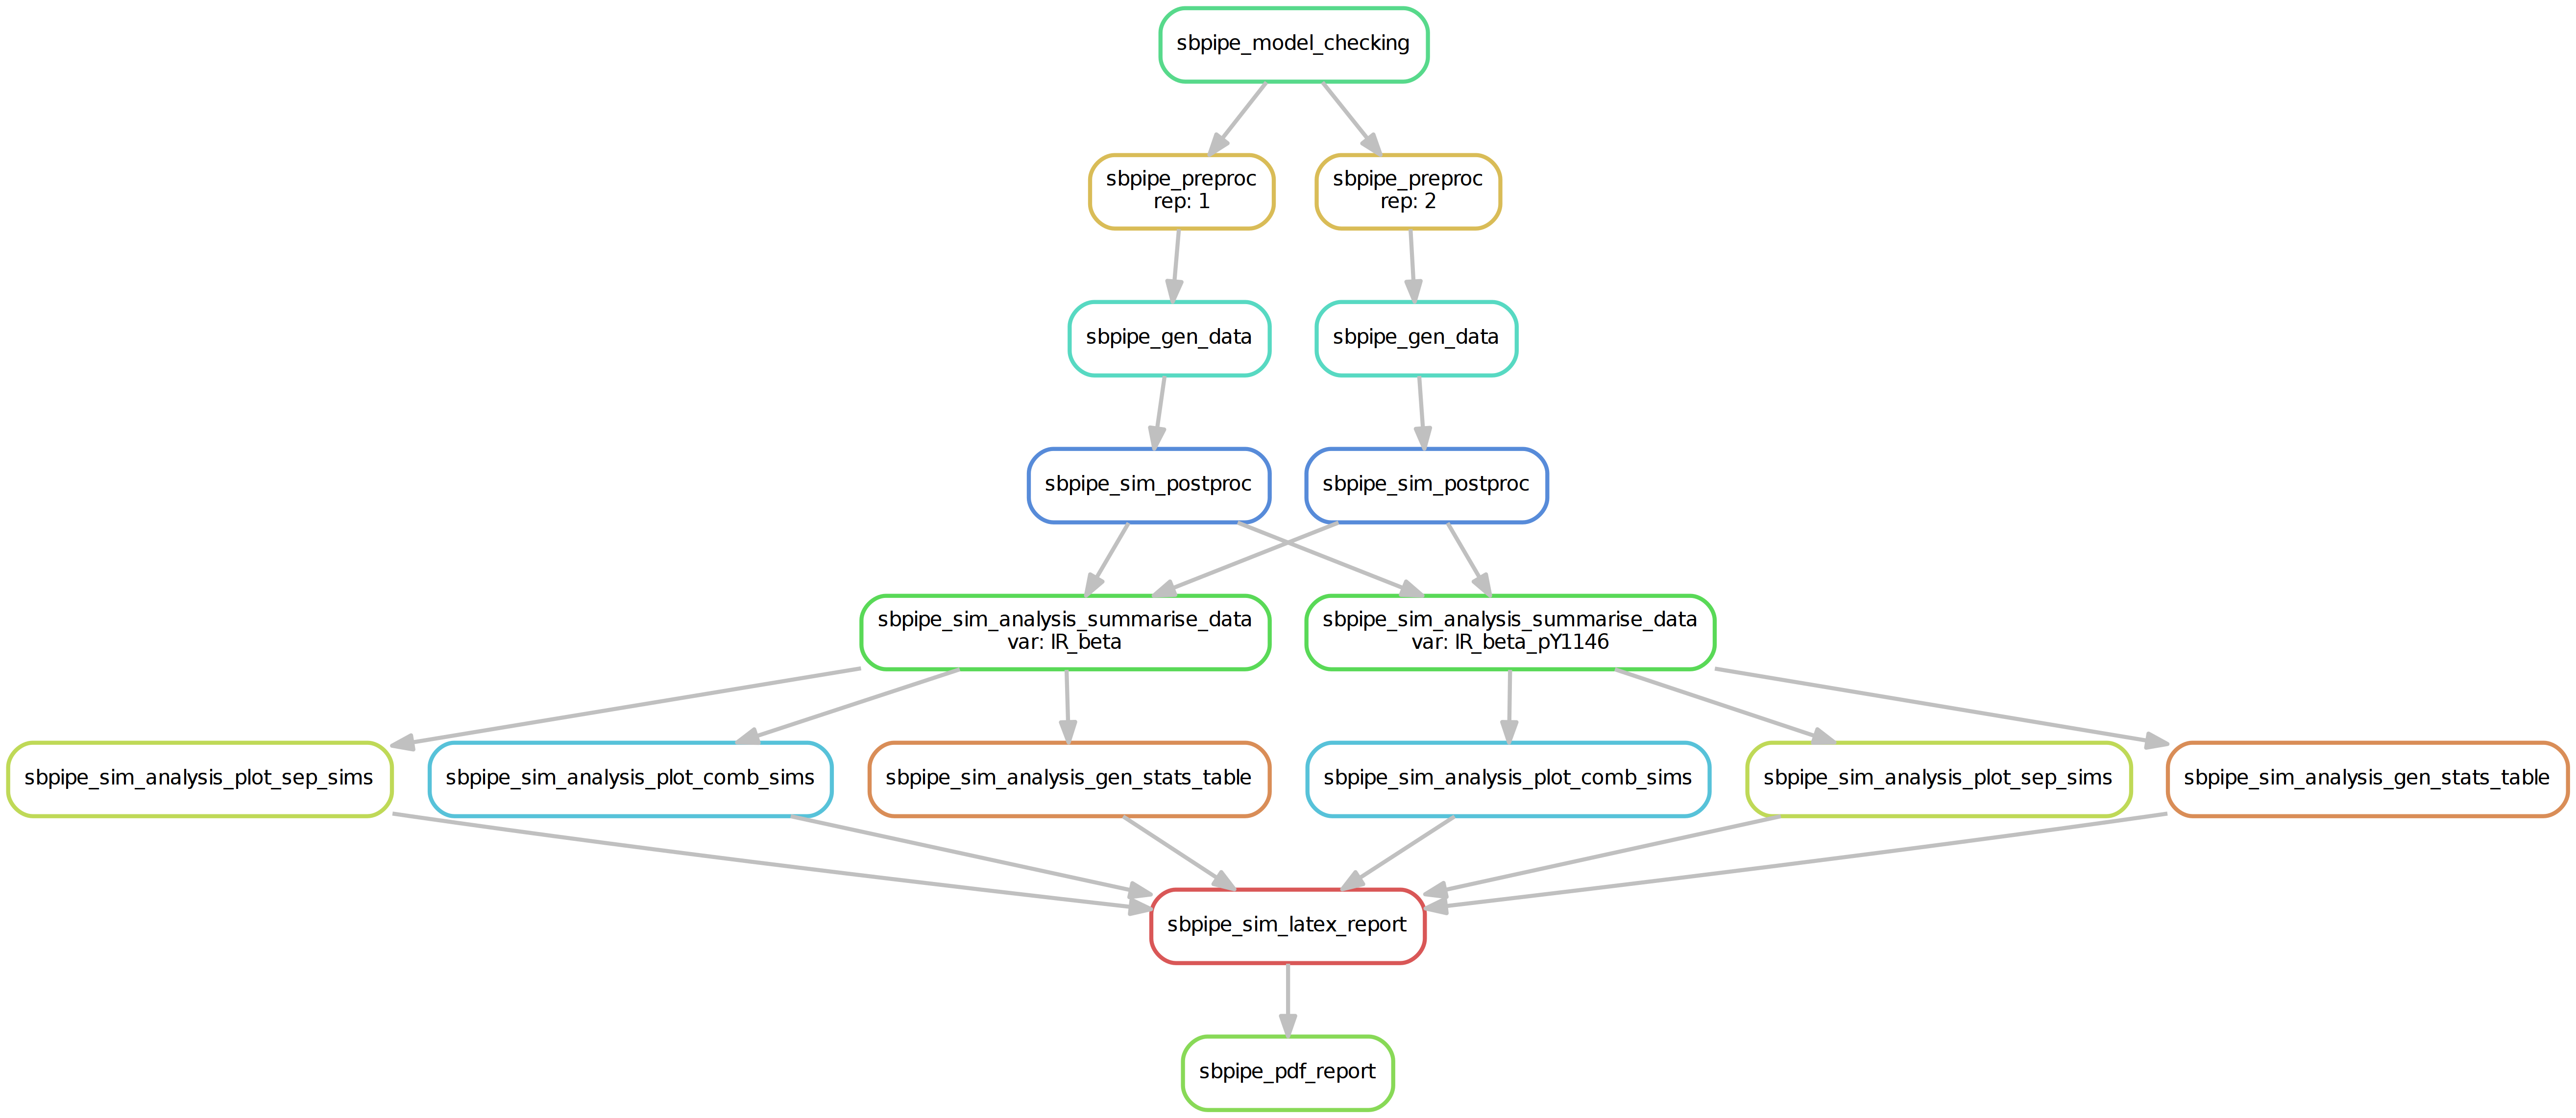 sbpipe_model_checking
sbpipe_preproc
rep: 1
sbpipe_preproc
rep: 2
sbpipe_gen_data
sbpipe_gen_data
sbpipe_sim_postproc
sbpipe_sim_postproc
sbpipe_sim_analysis_summarise_data
var: IR_beta
sbpipe_sim_analysis_summarise_data
var: IR_beta_pY1146
sbpipe_sim_analysis_plot_sep_sims
sbpipe_sim_analysis_plot_comb_sims
sbpipe_sim_analysis_gen_stats_table
sbpipe_sim_analysis_plot_comb_sims
sbpipe_sim_analysis_plot_sep_sims
sbpipe_sim_analysis_gen_stats_table
sbpipe_sim_latex_report
sbpipe_pdf_report